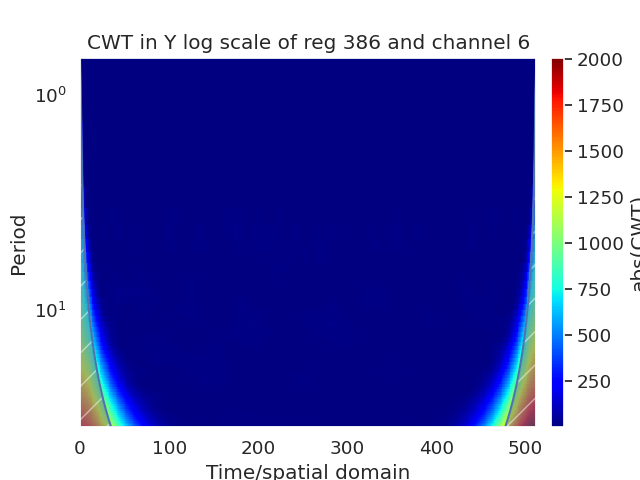 CWT in Y log scale of reg 386 and channel 6
10⁰
10¹
Period
0 100 200 300 400 500
Time/spatial domain
2000
1750
1500
1250
1000
750
500
250
abs(CWT)